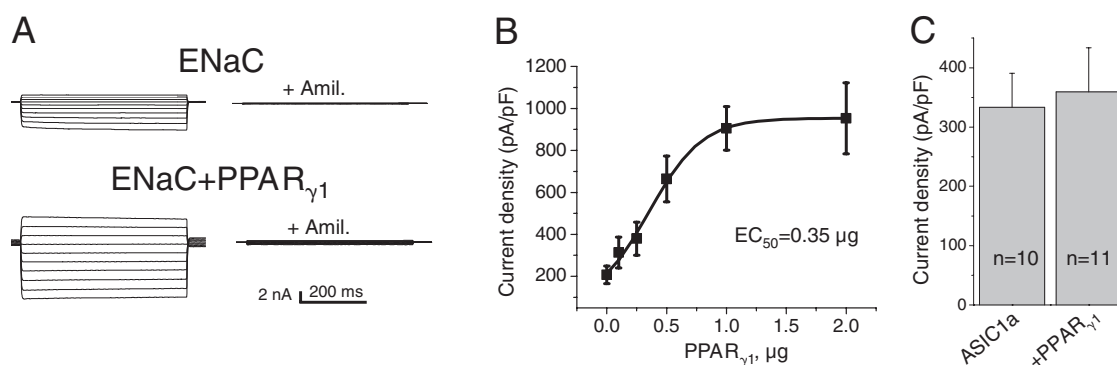 A
ENaC
+ Amil.
ENaC+PPARγ1
+ Amil.
2 nA
200 ms
B
Current density (pA/pF)
1200
1000
800
600
400
200
EC50=0.35 µg
0.0
0.5
1.0
1.5
2.0
PPARγ1, µg
C
Current density (pA/pF)
400
300
350
200
100
50
0
n=10
n=11
ASIC1a
+PPARγ1